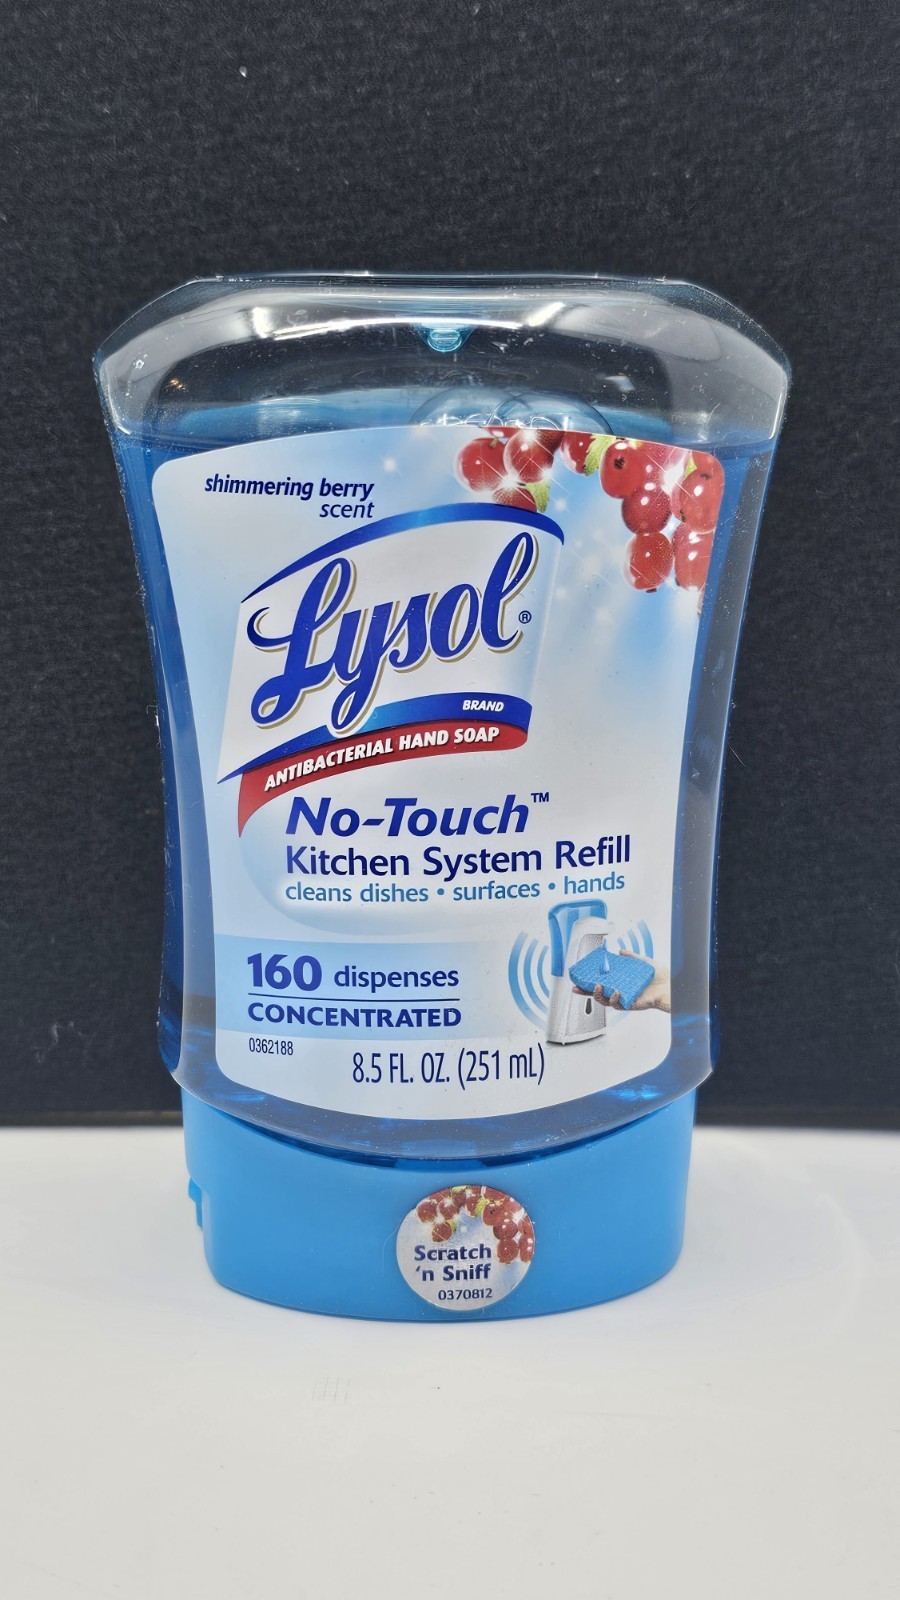 shimmering berry
scent
Lysol®
BRAND
ANTIBACTERIAL HAND SOAP
No-Touch™
Kitchen System Refill
cleans dishes • surfaces • hands
160 dispenses
CONCENTRATED
0362188
8.5 FL. OZ. (251 mL)
Scratch
'n Sniff
0370812